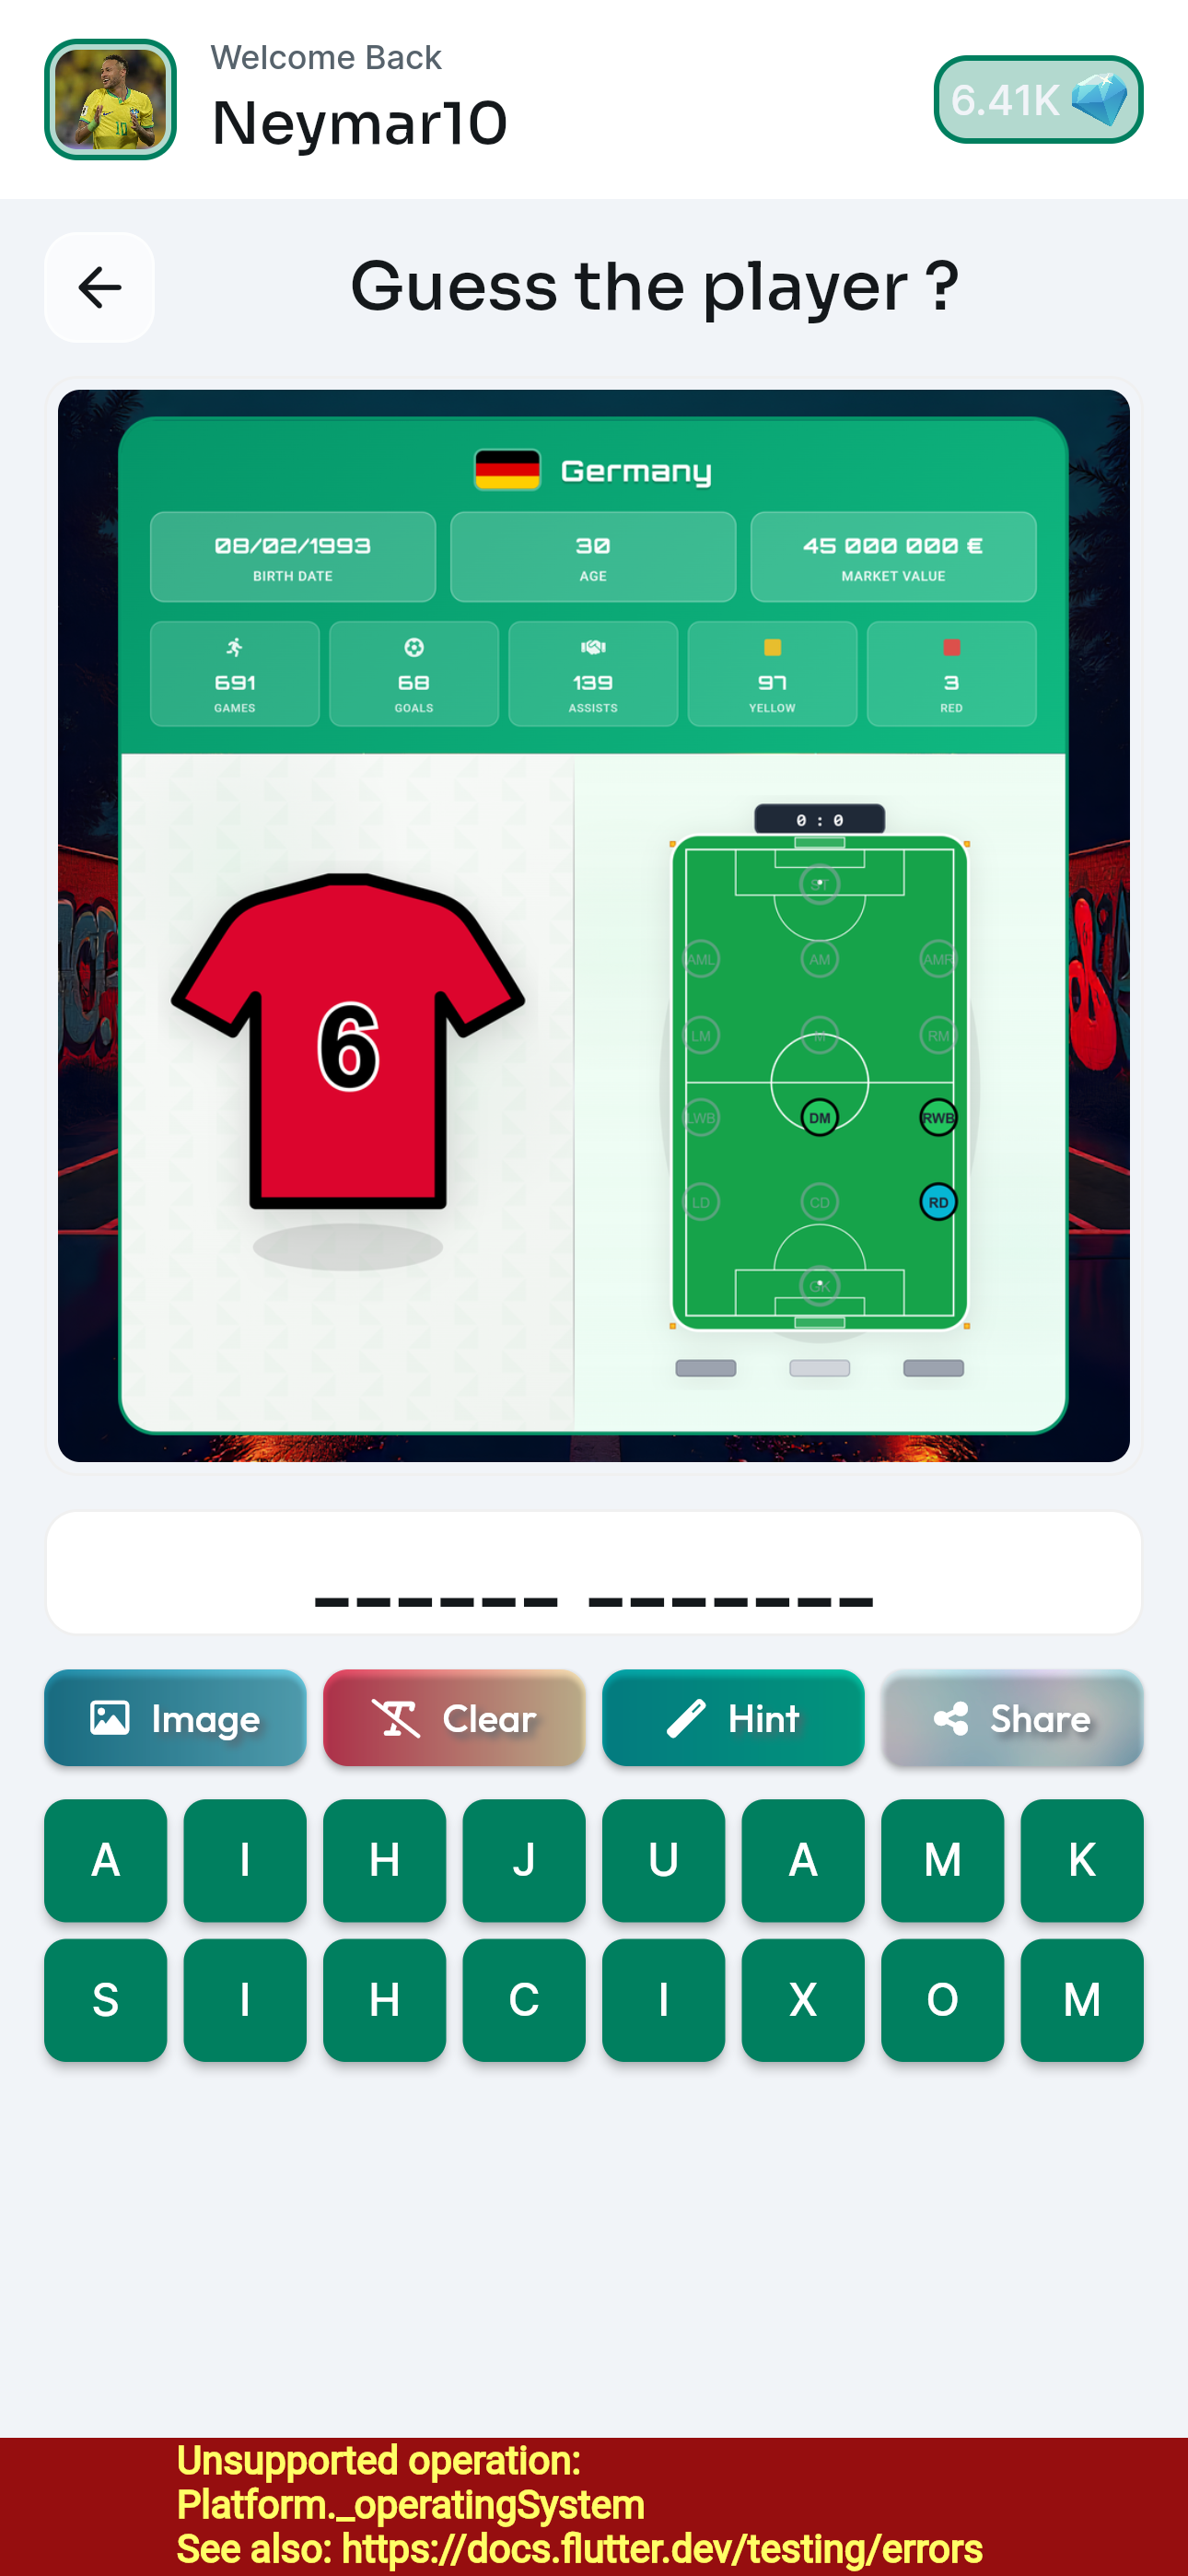 Welcome Back
Neymar10
6.41K
Guess the player ?
Germany
08/02/1993
BIRTH DATE
30
AGE
45 000 000 €
MARKET VALUE
691
GAMES
68
GOALS
139
ASSISTS
97
YELLOW
3
RED
6
0 : 0
ST
AML AM AMR
LM M RM
LWB DM RWB
LD CD RD
GK
______ _______
Image Clear Hint Share
A I H J U A M K
S I H C I X O M
Unsupported operation:
Platform._operatingSystem
See also: https://docs.flutter.dev/testing/errors